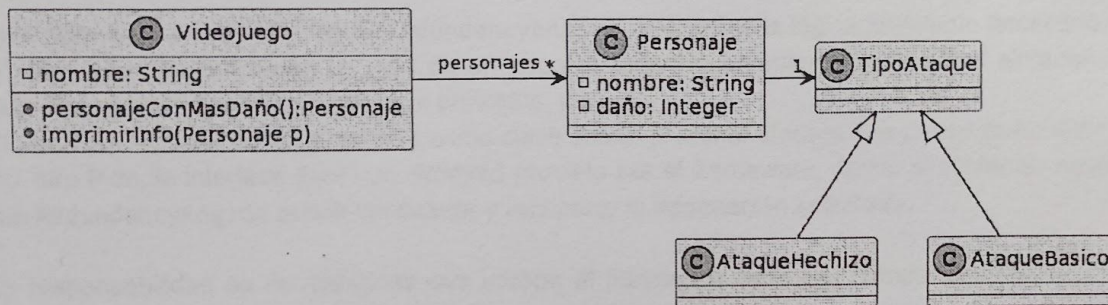 C Videojuego
nombre: String
personajeConMasDaño():Personaje
imprimirInfo(Personaje p)
personajes *
C Personaje
nombre: String
daño: Integer
1
C TipoAtaque
C AtaqueHechizo
C AtaqueBasico